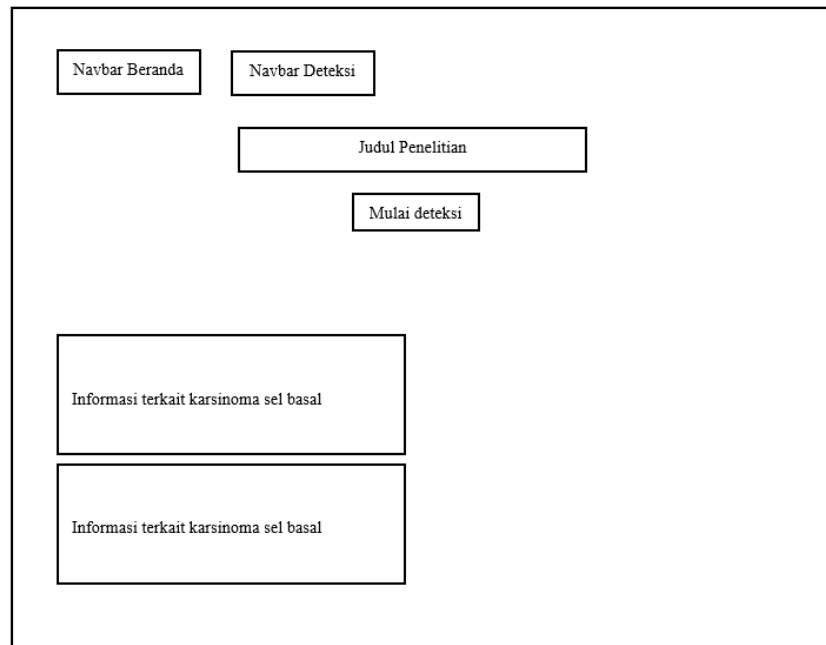 Navbar Beranda
Navbar Deteksi
Judul Penelitian
Mulai deteksi
Informasi terkait karsinoma sel basal
Informasi terkait karsinoma sel basal